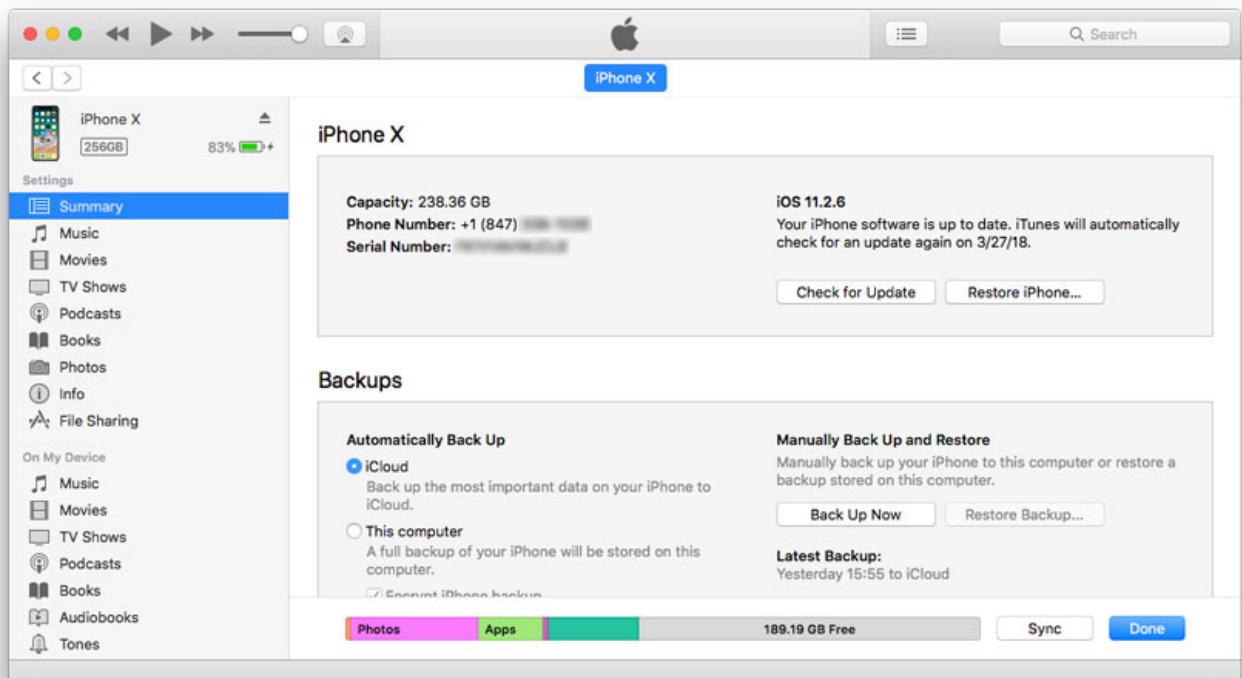 Search
iPhone X
iPhone X
256GB
83%
Settings
Summary
Music
Movies
TV Shows
Podcasts
Books
Photos
Info
File Sharing
On My Device
Music
Movies
TV Shows
Podcasts
Books
Audiobooks
Tones
iPhone X
Capacity: 238.36 GB
Phone Number: +1 (847)
Serial Number:
iOS 11.2.6
Your iPhone software is up to date. iTunes will automatically
check for an update again on 3/27/18.
Check for Update
Restore iPhone...
Backups
Automatically Back Up
iCloud
Back up the most important data on your iPhone to
iCloud.
This computer
A full backup of your iPhone will be stored on this
computer.
Encrypt iPhone backup
Manually Back Up and Restore
Manually back up your iPhone to this computer or restore a
backup stored on this computer.
Back Up Now
Restore Backup...
Latest Backup:
Yesterday 15:55 to iCloud
Photos
Apps
189.19 GB Free
Sync
Done